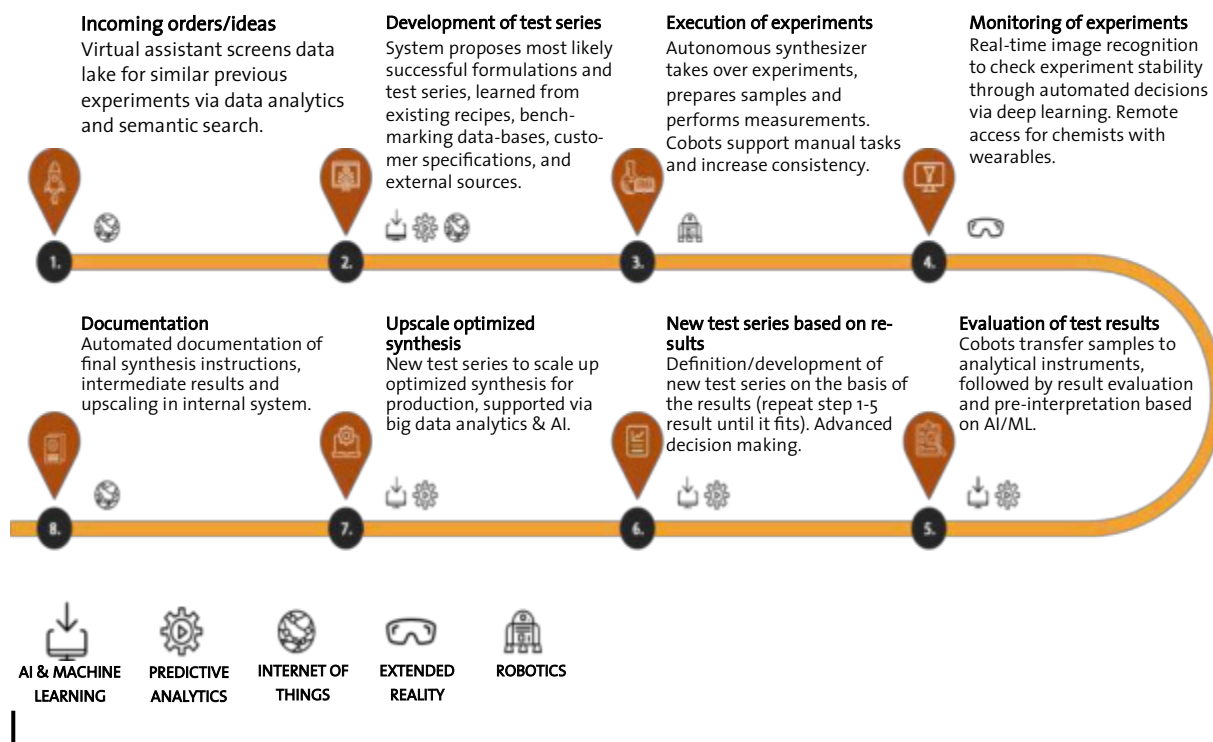 Incoming orders/ideas
Virtual assistant screens data
lake for similar previous
experiments via data analytics
and semantic search.
Development of test series
System proposes most likely
successful formulations and
test series, learned from
existing recipes, bench-
marking data-bases, custo-
mer specifications, and
external sources.
Execution of experiments
Autonomous synthesizer
takes over experiments,
prepares samples and
performs measurements.
Cobots support manual tasks
and increase consistency.
Monitoring of experiments
Real-time image recognition
to check experiment stability
through automated decisions
via deep learning. Remote
access for chemists with
wearables.
1.
2.
3.
4.
Documentation
Automated documentation of
final synthesis instructions,
intermediate results and
upscaling in internal system.
Upscale optimized
synthesis
New test series to scale up
optimized synthesis for
production, supported via
big data analytics & AI.
New test series based on re-
sults
Definition/development of
new test series on the basis of
the results (repeat step 1-5
result until it fits). Advanced
decision making.
Evaluation of test results
Cobots transfer samples to
analytical instruments,
followed by result evaluation
and pre-interpretation based
on AI/ML.
8.
7.
6.
5.
AI & MACHINE
LEARNING
PREDICTIVE
ANALYTICS
INTERNET OF
THINGS
EXTENDED
REALITY
ROBOTICS